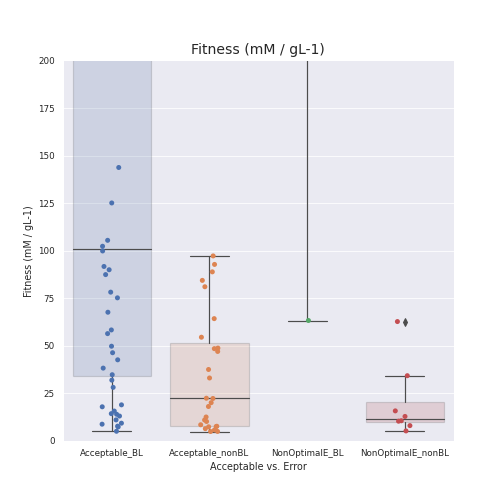 Fitness (mM / gL-1)
200
175
150
125
100
75
50
25
0
Fitness (mM / gL-1)
Acceptable_BL
Acceptable_nonBL
NonOptimalE_BL
NonOptimalE_nonBL
Acceptable vs. Error